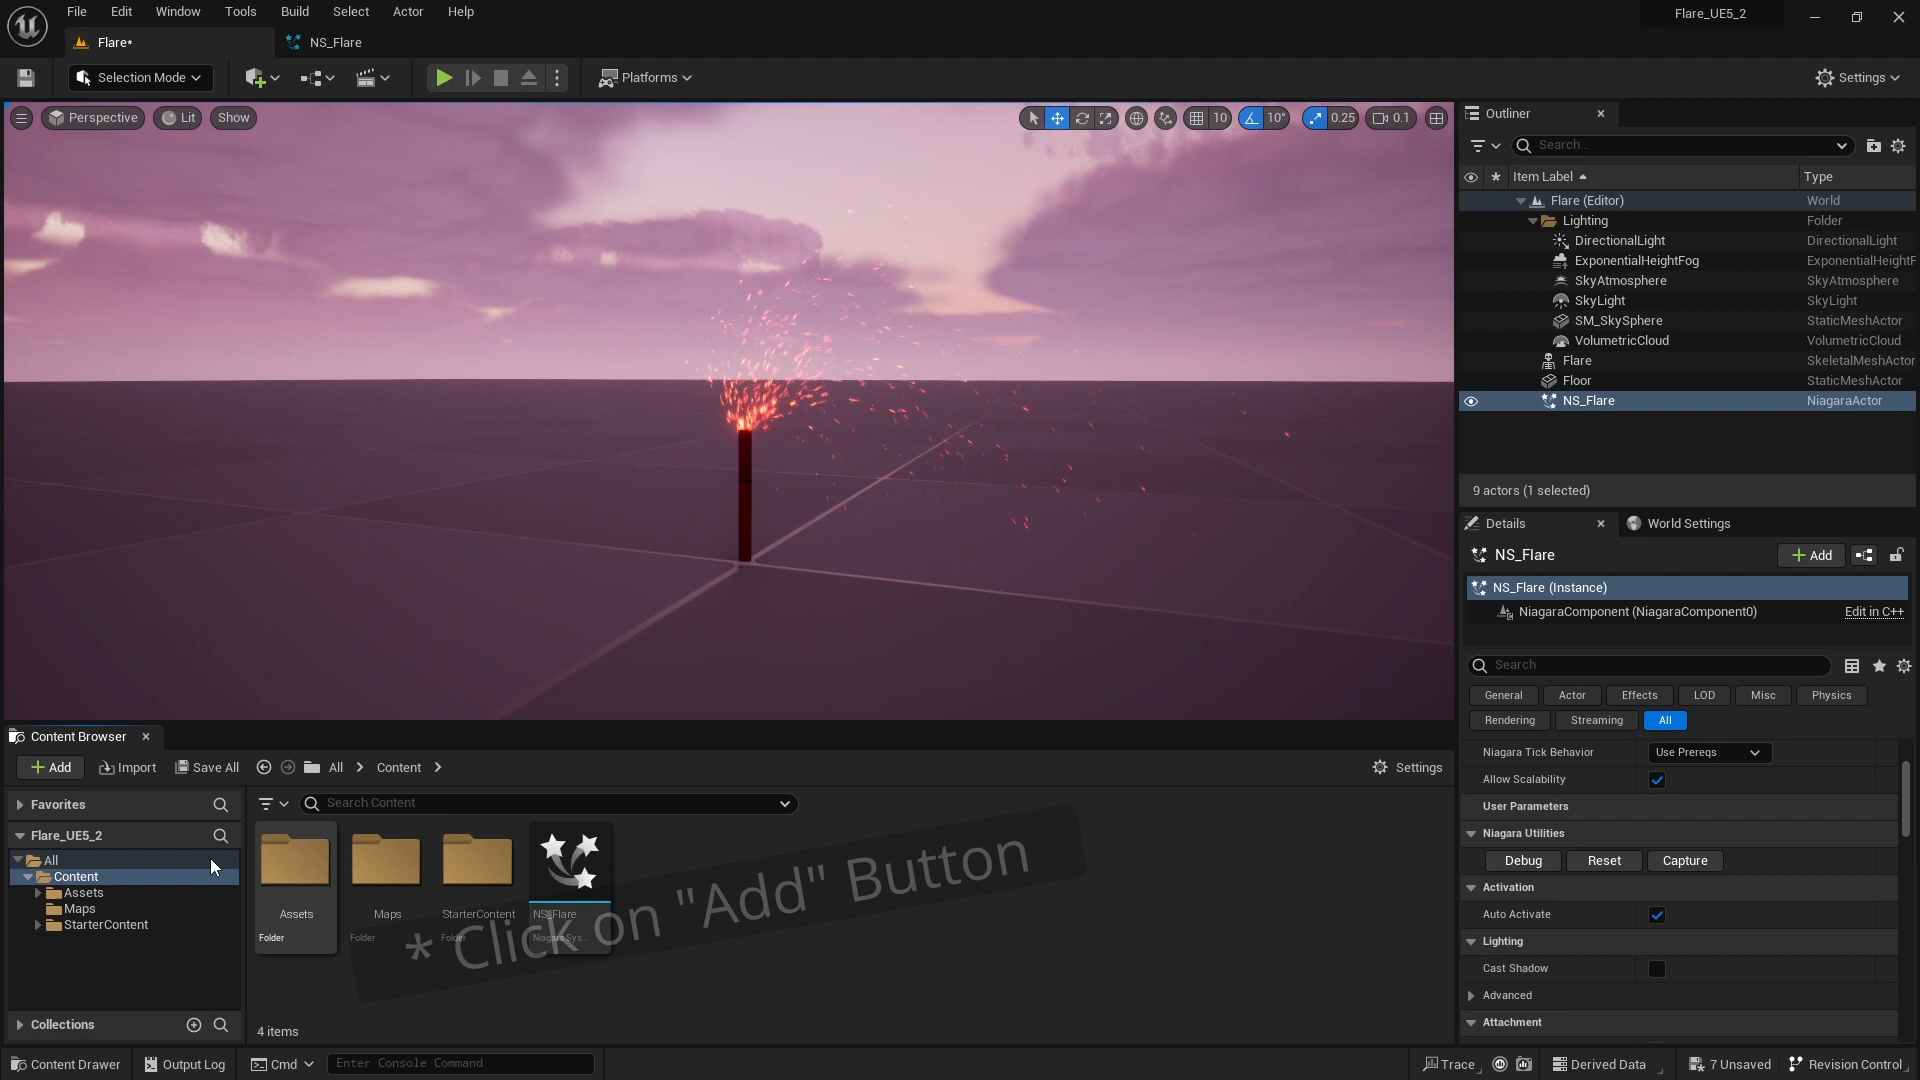 File Edit Window Tools Build Select Actor Help
Flare_UE5_2
Flare*
NS_Flare
Selection Mode
Platforms
Settings
Perspective
Lit
Show
10
10°
0.25
0.1
Outliner
Search...
Item Label
Type
Flare (Editor) World
Lighting Folder
DirectionalLight DirectionalLight
ExponentialHeightFog ExponentialHeightF
SkyAtmosphere SkyAtmosphere
SkyLight SkyLight
SM_SkySphere StaticMeshActor
VolumetricCloud VolumetricCloud
Flare SkeletalMeshActor
Floor StaticMeshActor
NS_Flare NiagaraActor
9 actors (1 selected)
Details
World Settings
NS_Flare
Add
NS_Flare (Instance)
NiagaraComponent (NiagaraComponent0) Edit in C++
Search
General Actor Effects LOD Misc Physics
Rendering Streaming All
Niagara Tick Behavior Use Prereqs
Allow Scalability
User Parameters
Niagara Utilities
Debug Reset Capture
Activation
Auto Activate
Lighting
Cast Shadow
Advanced
Attachment
Content Browser
Add Import Save All All Content Settings
Favorites
Flare_UE5_2
All
Content
Assets
Maps
StarterContent
Collections
Search Content
Assets
Folder
Maps
Folder
StarterContent
Folder
NS_Flare
Niagara Sys...
* Click on "Add" Button
4 items
Content Drawer Output Log Cmd Enter Console Command
Trace Derived Data 7 Unsaved Revision Control